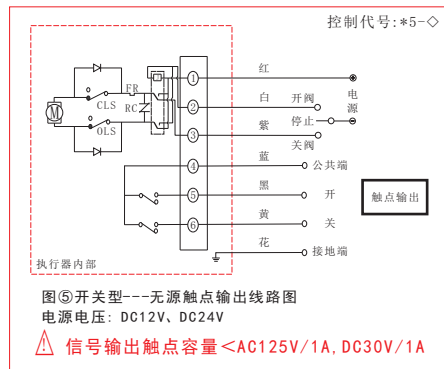 控制代号:*5-◇
① 红
FR
② 白 开阀
电源
CLS
M
RC
停止
③ 紫
关阀
OLS
④ 蓝 公共端
⑤ 黑 开
触点输出
⑥ 黄 关
花 接地端
执行器内部
图⑤开关型---无源触点输出线路图
电源电压: DC12V、DC24V
! 信号输出触点容量<AC125V/1A,DC30V/1A